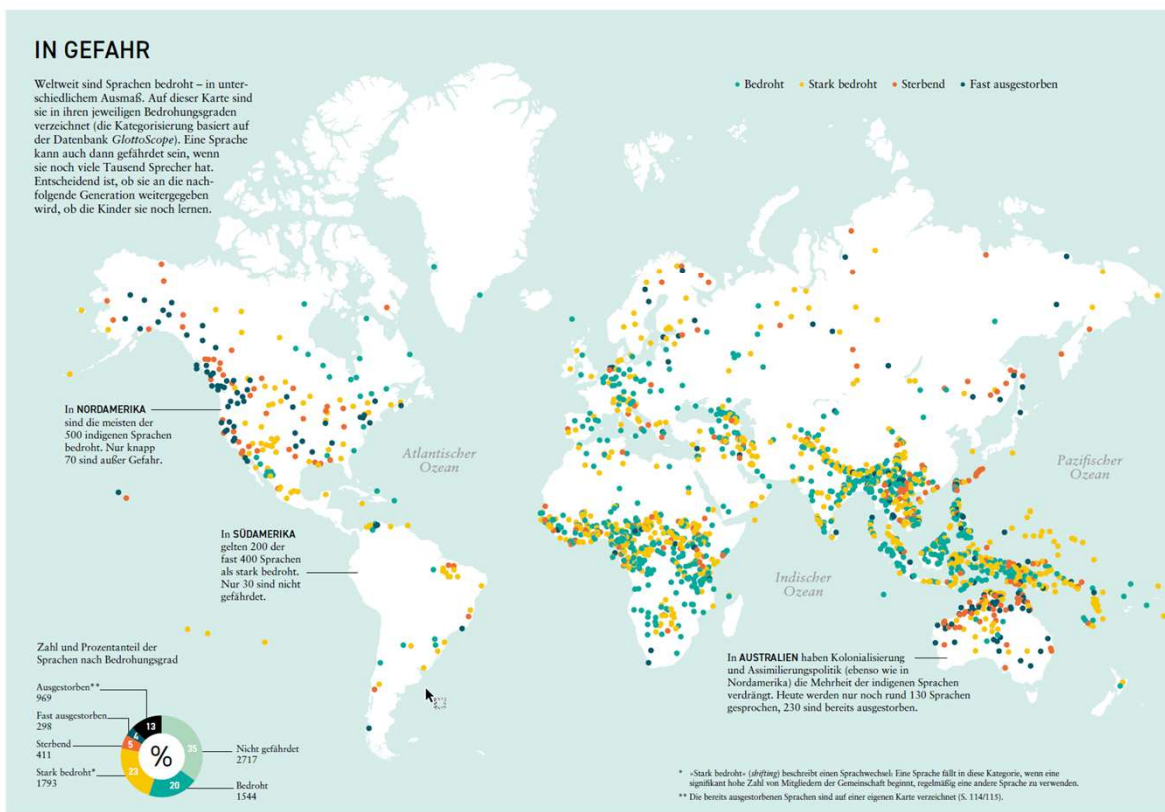 IN GEFAHR
Weltweit sind Sprachen bedroht – in unter-
schiedlichem Ausmaß. Auf dieser Karte sind
sie in ihren jeweiligen Bedrohungsgraden
verzeichnet (die Kategorisierung basiert auf
der Datenbank GlottoScope). Eine Sprache
kann auch dann gefährdet sein, wenn
sie noch viele Tausend Sprecher hat.
Entscheidend ist, ob sie an die nach-
folgende Generation weitergegeben
wird, ob die Kinder sie noch lernen.
Bedroht
Stark bedroht
Sterbend
Fast ausgestorben
In NORDAMERIKA
sind die meisten der
500 indigenen Sprachen
bedroht. Nur knapp
70 sind außer Gefahr.
Atlantischer
Ozean
Pazifischer
Ozean
In SÜDAMERIKA
gelten 200 der
fast 400 Sprachen
als stark bedroht.
Nur 30 sind nicht
gefährdet.
Indischer
Ozean
In AUSTRALIEN haben Kolonialisierung
und Assimilierungspolitik (ebenso wie in
Nordamerika) die Mehrheit der indigenen Sprachen
verdrängt. Heute werden nur noch rund 130 Sprachen
gesprochen, 230 sind bereits ausgestorben.
Zahl und Prozentanteil der
Sprachen nach Bedrohungsgrad
Ausgestorben**
969
Fast ausgestorben
298
Sterbend
411
Stark bedroht*
1793
13
4
5
23
%
35
20
Nicht gefährdet
2717
Bedroht
1544
* »Stark bedroht« (shifting) beschreibt einen Sprachwechsel: Eine Sprache fällt in diese Kategorie, wenn eine
signifikant hohe Zahl von Mitgliedern der Gemeinschaft beginnt, regelmäßig eine andere Sprache zu verwenden.
** Die bereits ausgestorbenen Sprachen sind auf einer eigenen Karte verzeichnet (S. 114/115).